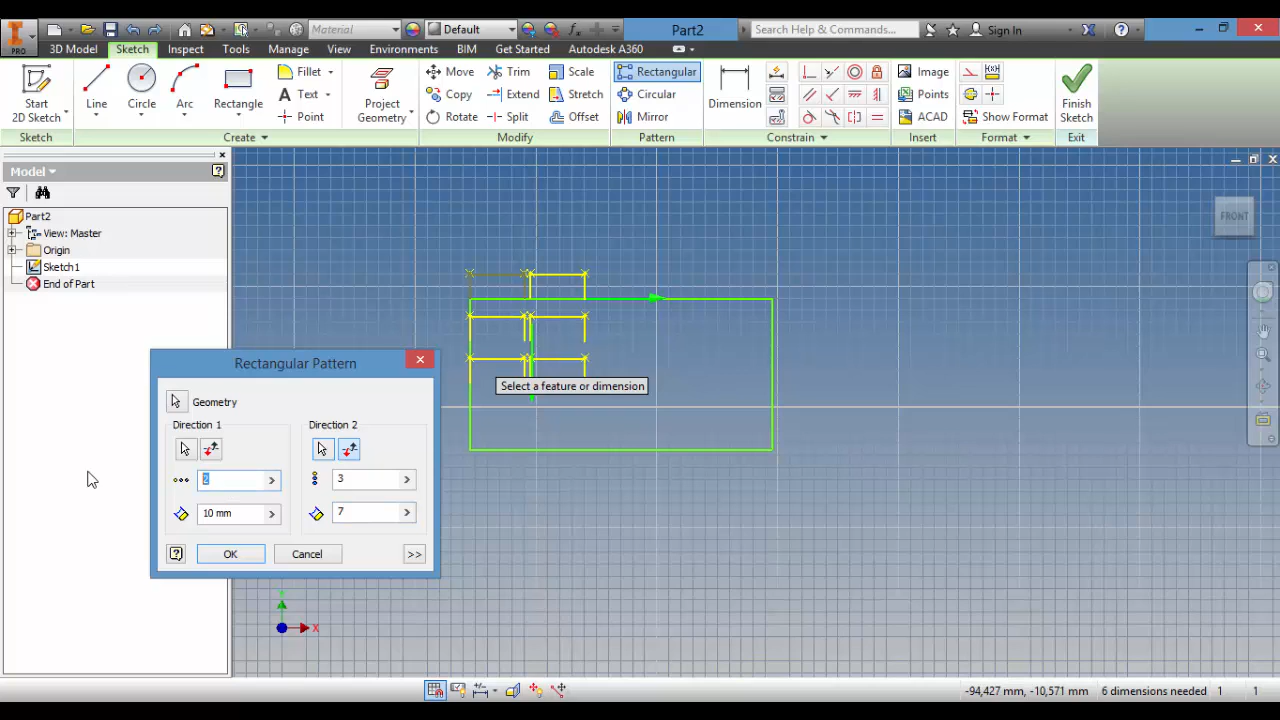 Material
Default
Part2
Search Help & Commands...
Sign In
PRO
3D Model
Sketch
Inspect
Tools
Manage
View
Environments
BIM
Get Started
Autodesk A360
Start
2D Sketch
Line
Circle
Arc
Rectangle
Fillet
Text
Point
Project
Geometry
Move
Copy
Rotate
Trim
Extend
Split
Scale
Stretch
Offset
Rectangular
Circular
Mirror
Dimension
Image
Points
ACAD
Show Format
Finish
Sketch
Sketch
Create
Modify
Pattern
Constrain
Insert
Format
Exit
Model
Part2
View: Master
Origin
Sketch1
End of Part
FRONT
Rectangular Pattern
Geometry
Direction 1
Direction 2
2
3
10 mm
7
OK
Cancel
>>
Select a feature or dimension
X
-94,427 mm, -10,571 mm
6 dimensions needed
1
1